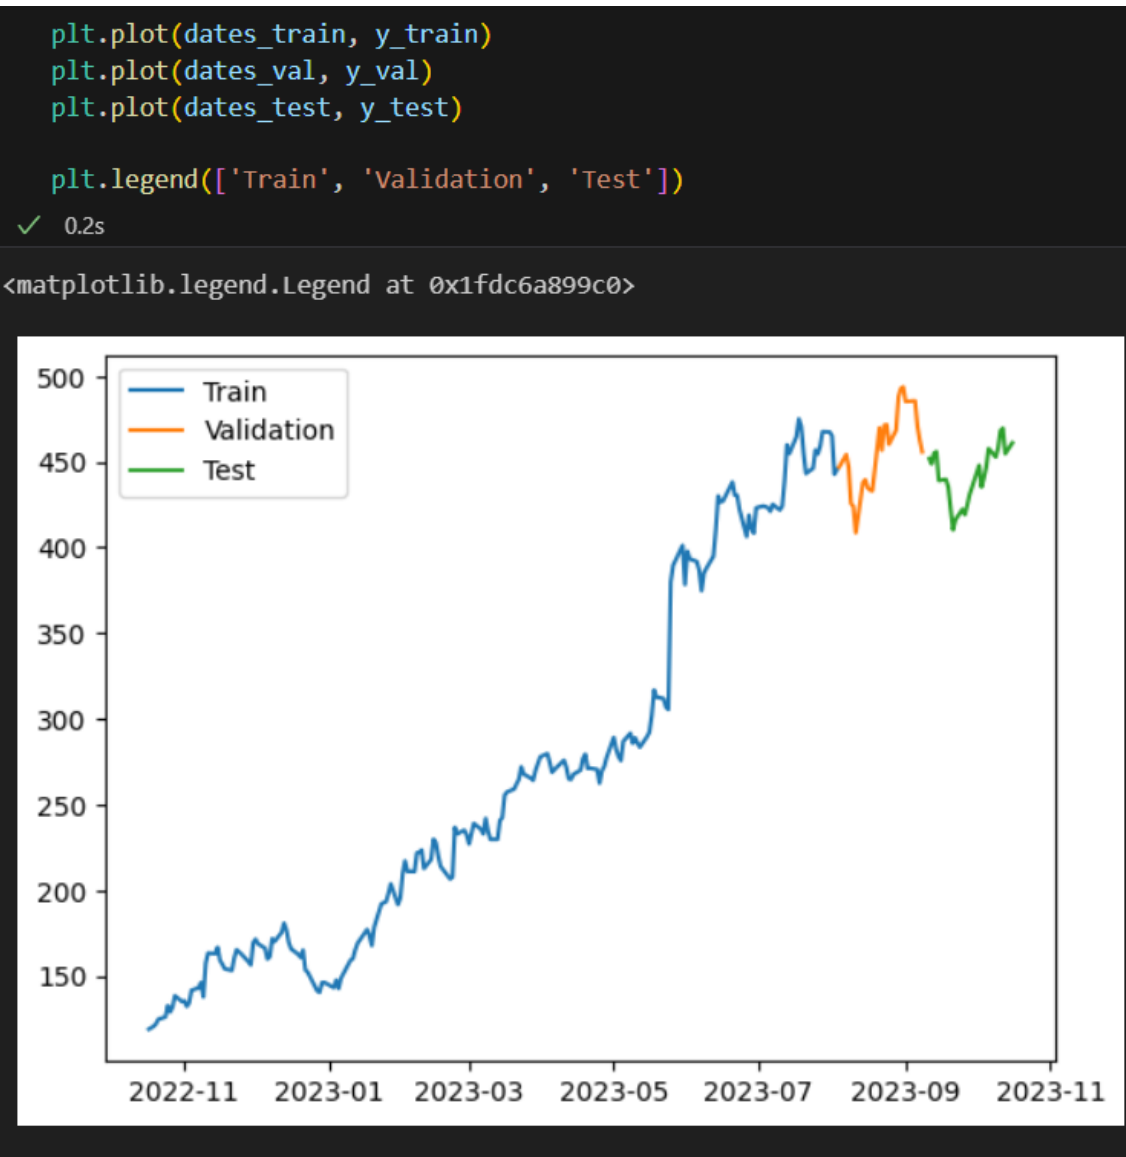 plt.plot(dates_train, y_train)
plt.plot(dates_val, y_val)
plt.plot(dates_test, y_test)
plt.legend(['Train', 'Validation', 'Test'])
✓ 0.2s
<matplotlib.legend.Legend at 0x1fdc6a899c0>
500
450
400
350
300
250
200
150
Train
Validation
Test
2022-11 2023-01 2023-03 2023-05 2023-07 2023-09 2023-11